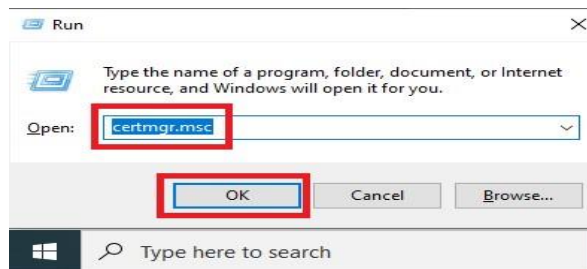 Run
Type the name of a program, folder, document, or Internet
resource, and Windows will open it for you.
Open: certmgr.msc
OK Cancel Browse...
Type here to search